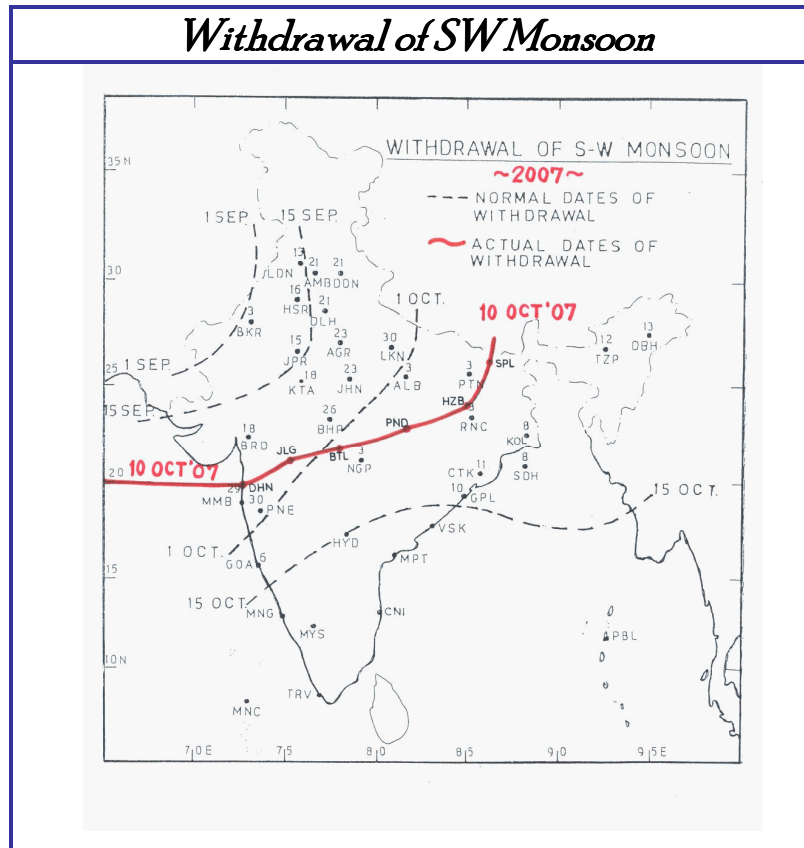 Withdrawal of SW Monsoon
WITHDRAWAL OF S-W MONSOON
~2007~
--- NORMAL DATES OF
WITHDRAWAL
ACTUAL DATES OF
WITHDRAWAL
35N
1 SEP. 15 SEP.
30
13
LDN
21 21
AMB DDN
16
HSR
21
DLH
1 OCT.
10 OCT'07
3
BKR
23
AGR
30
LKN
12
TZP
13
DBH
15
JPR
SPL
1 SEP.
25
18
KTA
23
JHN
3
ALB
3
PTN
15 SEP.
HZB
23
BHP
PND
RNC
18
BRD
8
KOL
JLG
BTL
3
NGP
11
CTK
8
SDH
20
10 OCT'07
DHN
29
MMB
30
PNE
10
GPL
15 OCT.
VSK
HYD
1 OCT.
6
GOA
MPT
15
15 OCT.
MNG
CNI
MYS
PBL
10N
TRV
MNC
70E 75 80 85 90 95